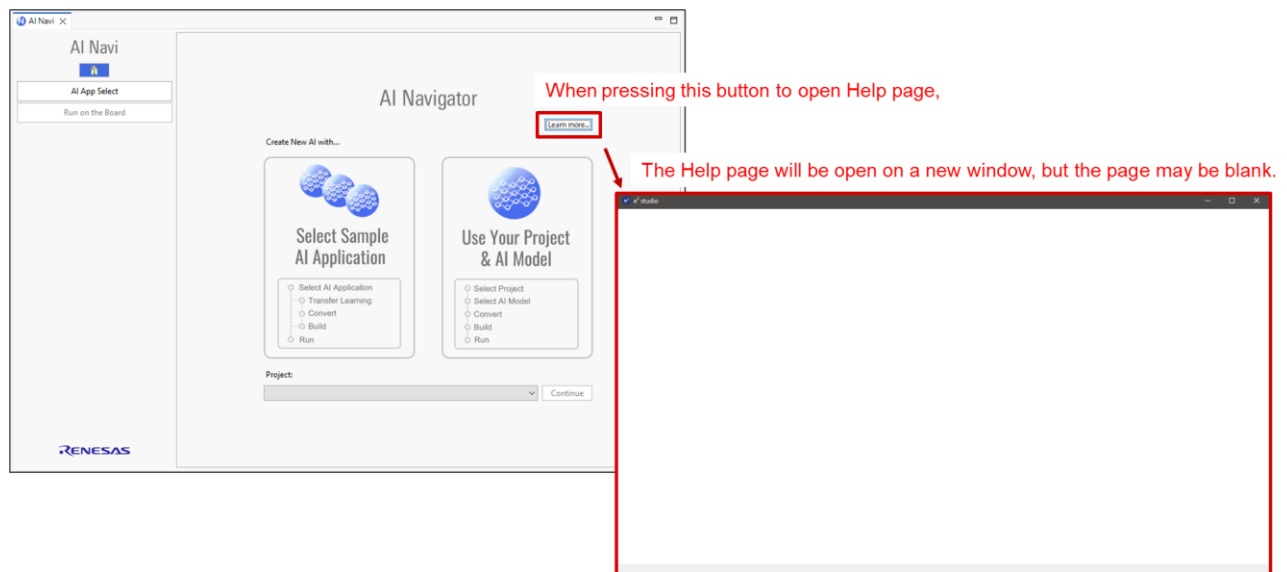 AI Navi
AI Navi
AI App Select
Run on the Board
RENESAS
AI Navigator
Learn more...
Create New AI with...
Select Sample
AI Application
Select AI Application
Transfer Learning
Convert
Build
Run
Use Your Project
& AI Model
Select Project
Select AI Model
Convert
Build
Run
Project:
Continue
When pressing this button to open Help page,
The Help page will be open on a new window, but the page may be blank.
e² studio